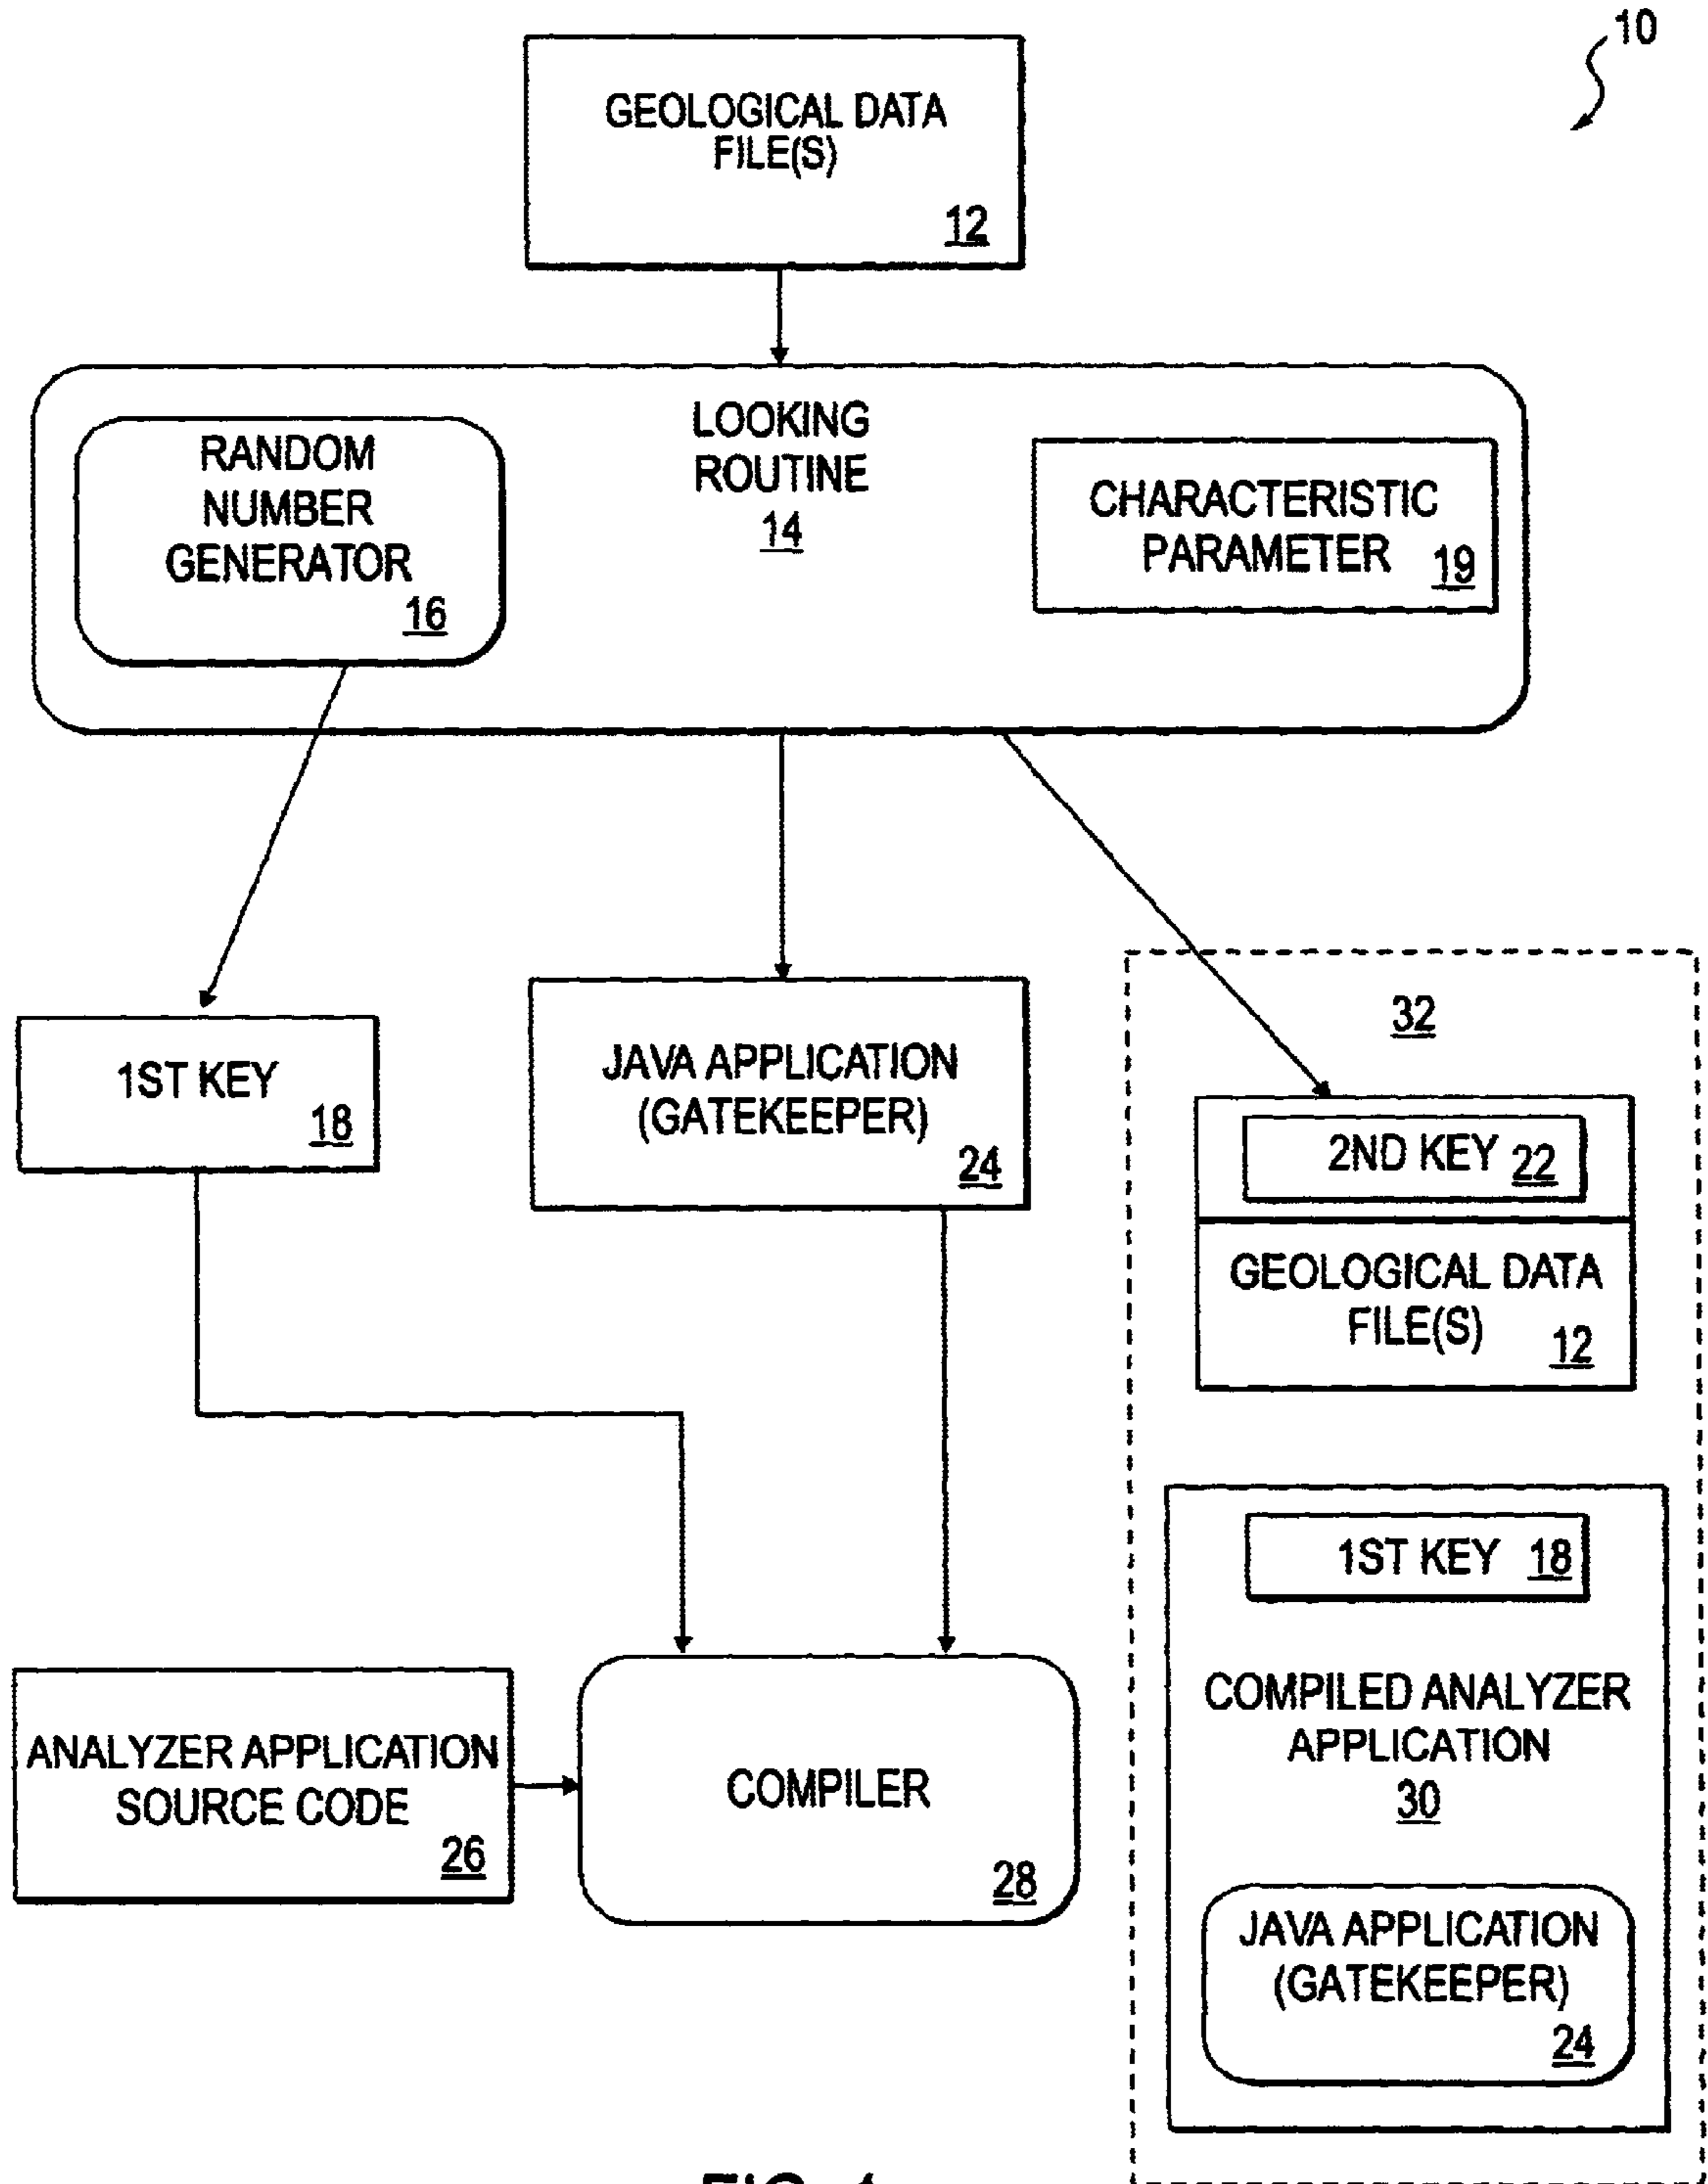 10
GEOLOGICAL DATA
FILE(S)
12
LOOKING
ROUTINE
14
RANDOM
NUMBER
GENERATOR
16
CHARACTERISTIC
PARAMETER
19
1ST KEY
18
JAVA APPLICATION
(GATEKEEPER)
24
32
2ND KEY 22
GEOLOGICAL DATA
FILE(S)
12
1ST KEY 18
COMPILED ANALYZER
APPLICATION
30
JAVA APPLICATION
(GATEKEEPER)
24
ANALYZER APPLICATION
SOURCE CODE
26
COMPILER
28